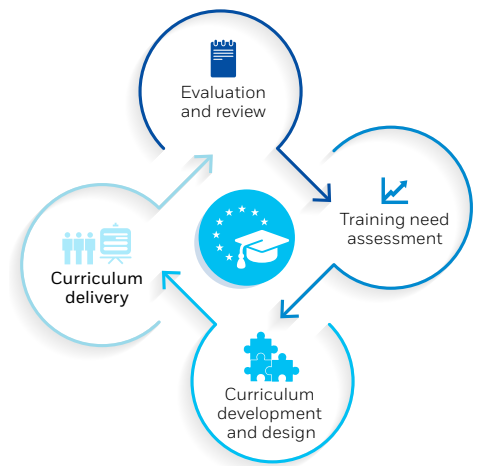 Evaluation
and review
Training need
assessment
Curriculum
development
and design
Curriculum
delivery